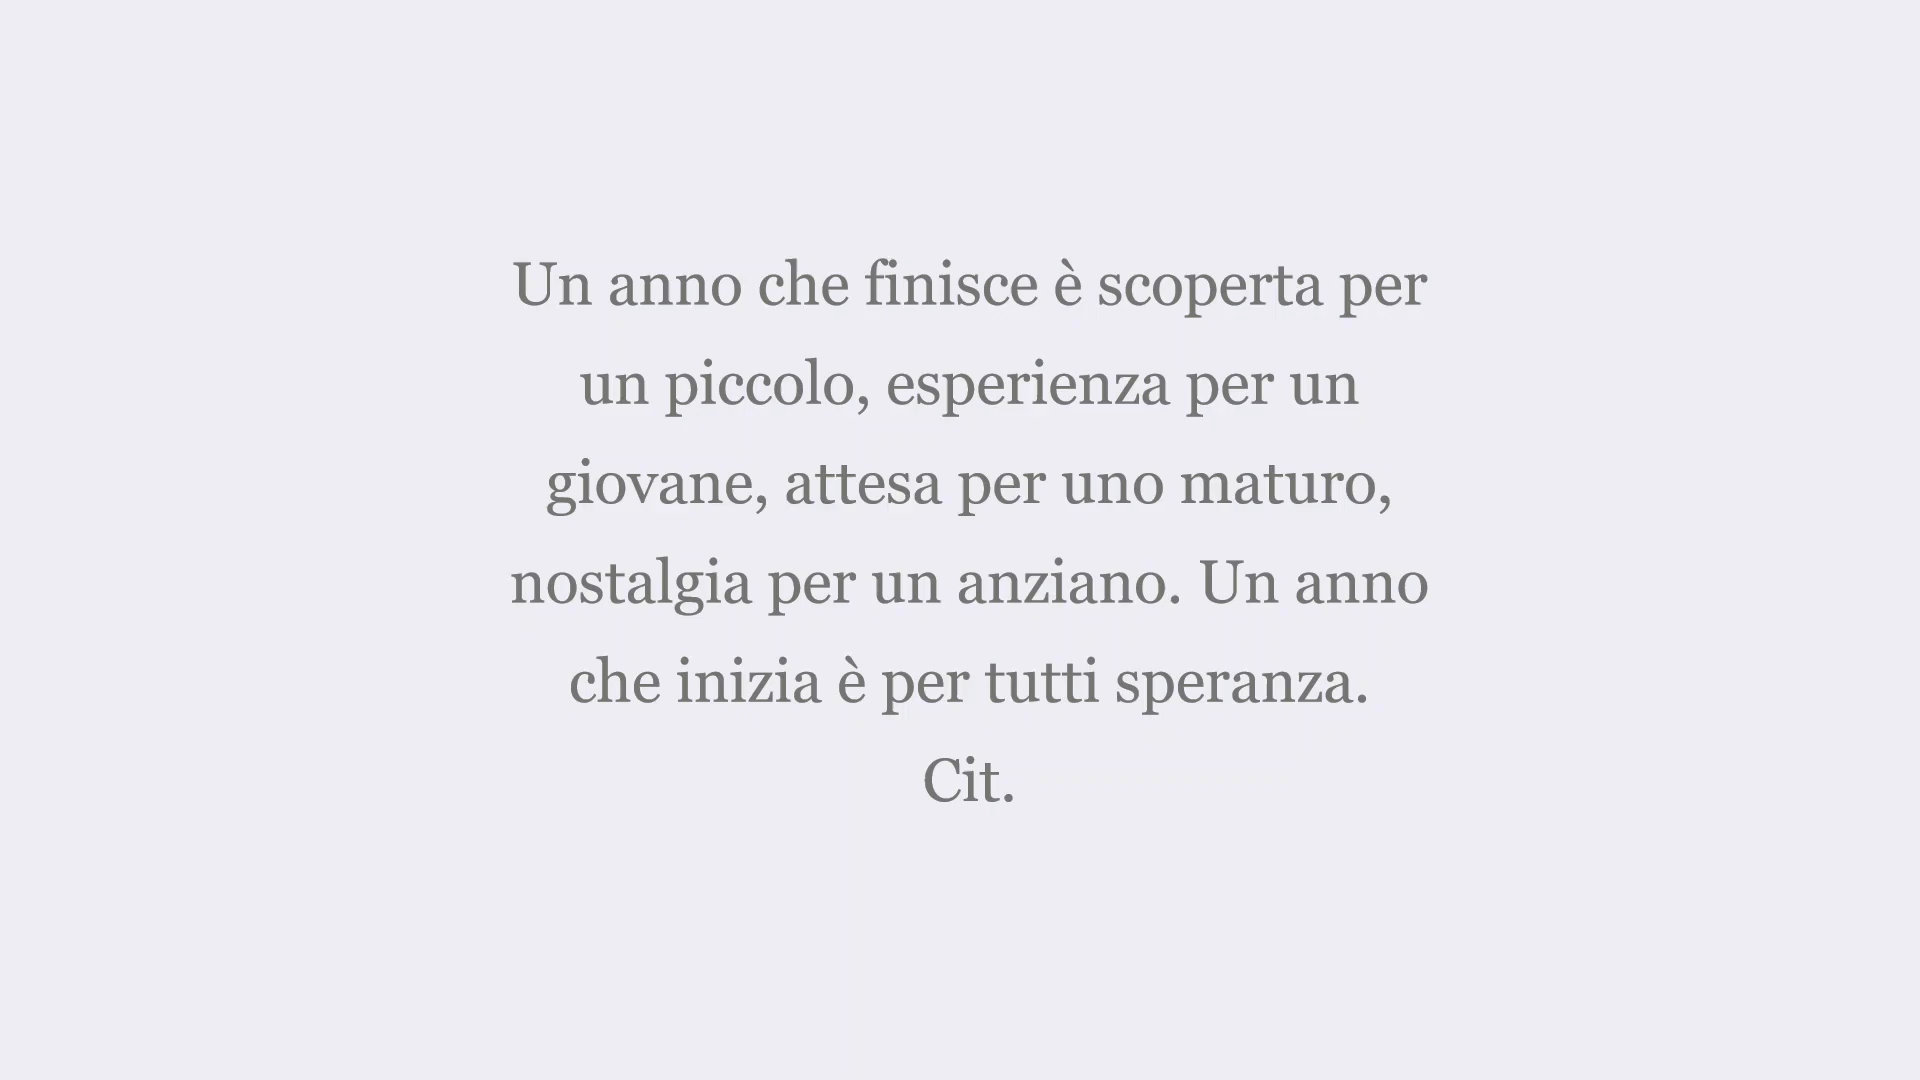 Un anno che finisce è scoperta per
un piccolo, esperienza per un
giovane, attesa per uno maturo,
nostalgia per un anziano. Un anno
che inizia è per tutti speranza.
Cit.